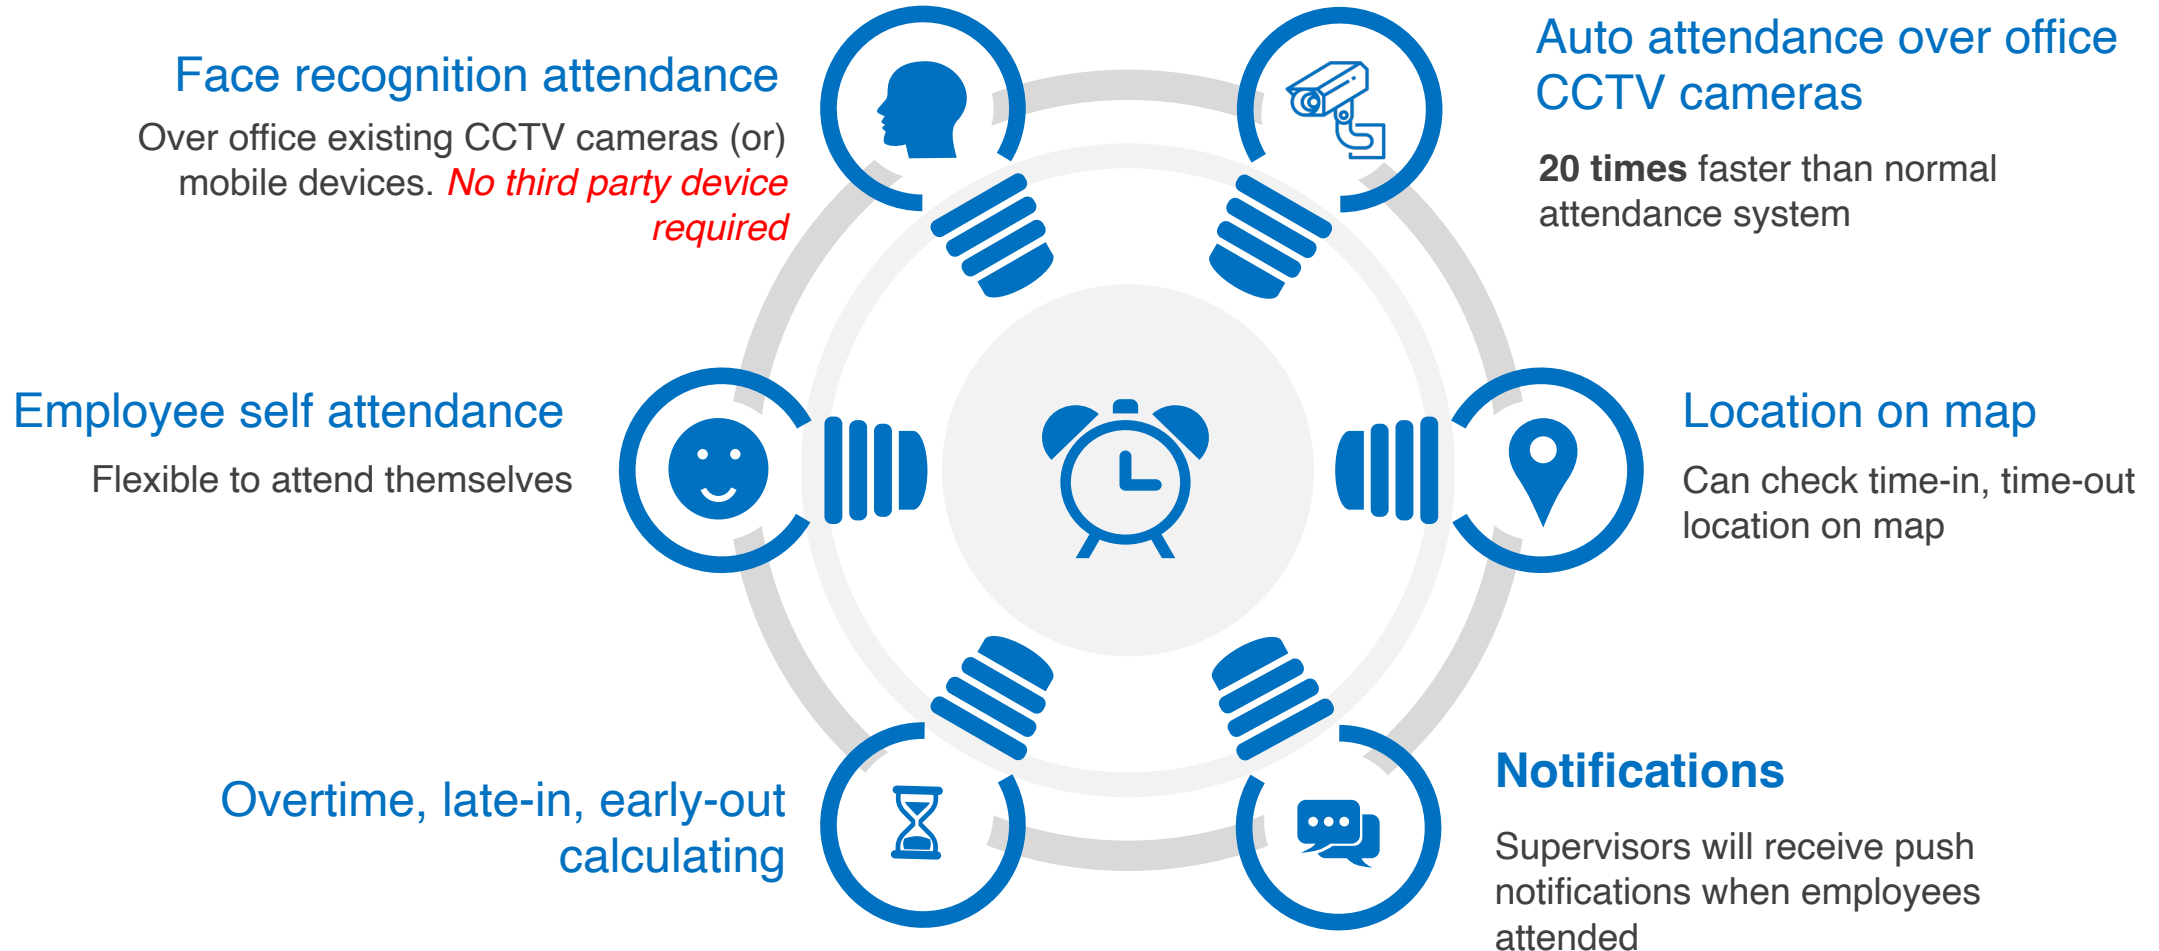 Face recognition attendance
Over office existing CCTV cameras (or)
mobile devices. No third party device
required
Auto attendance over office
CCTV cameras
20 times faster than normal
attendance system
Employee self attendance
Flexible to attend themselves
Location on map
Can check time-in, time-out
location on map
Overtime, late-in, early-out
calculating
Notifications
Supervisors will receive push
notifications when employees
attended